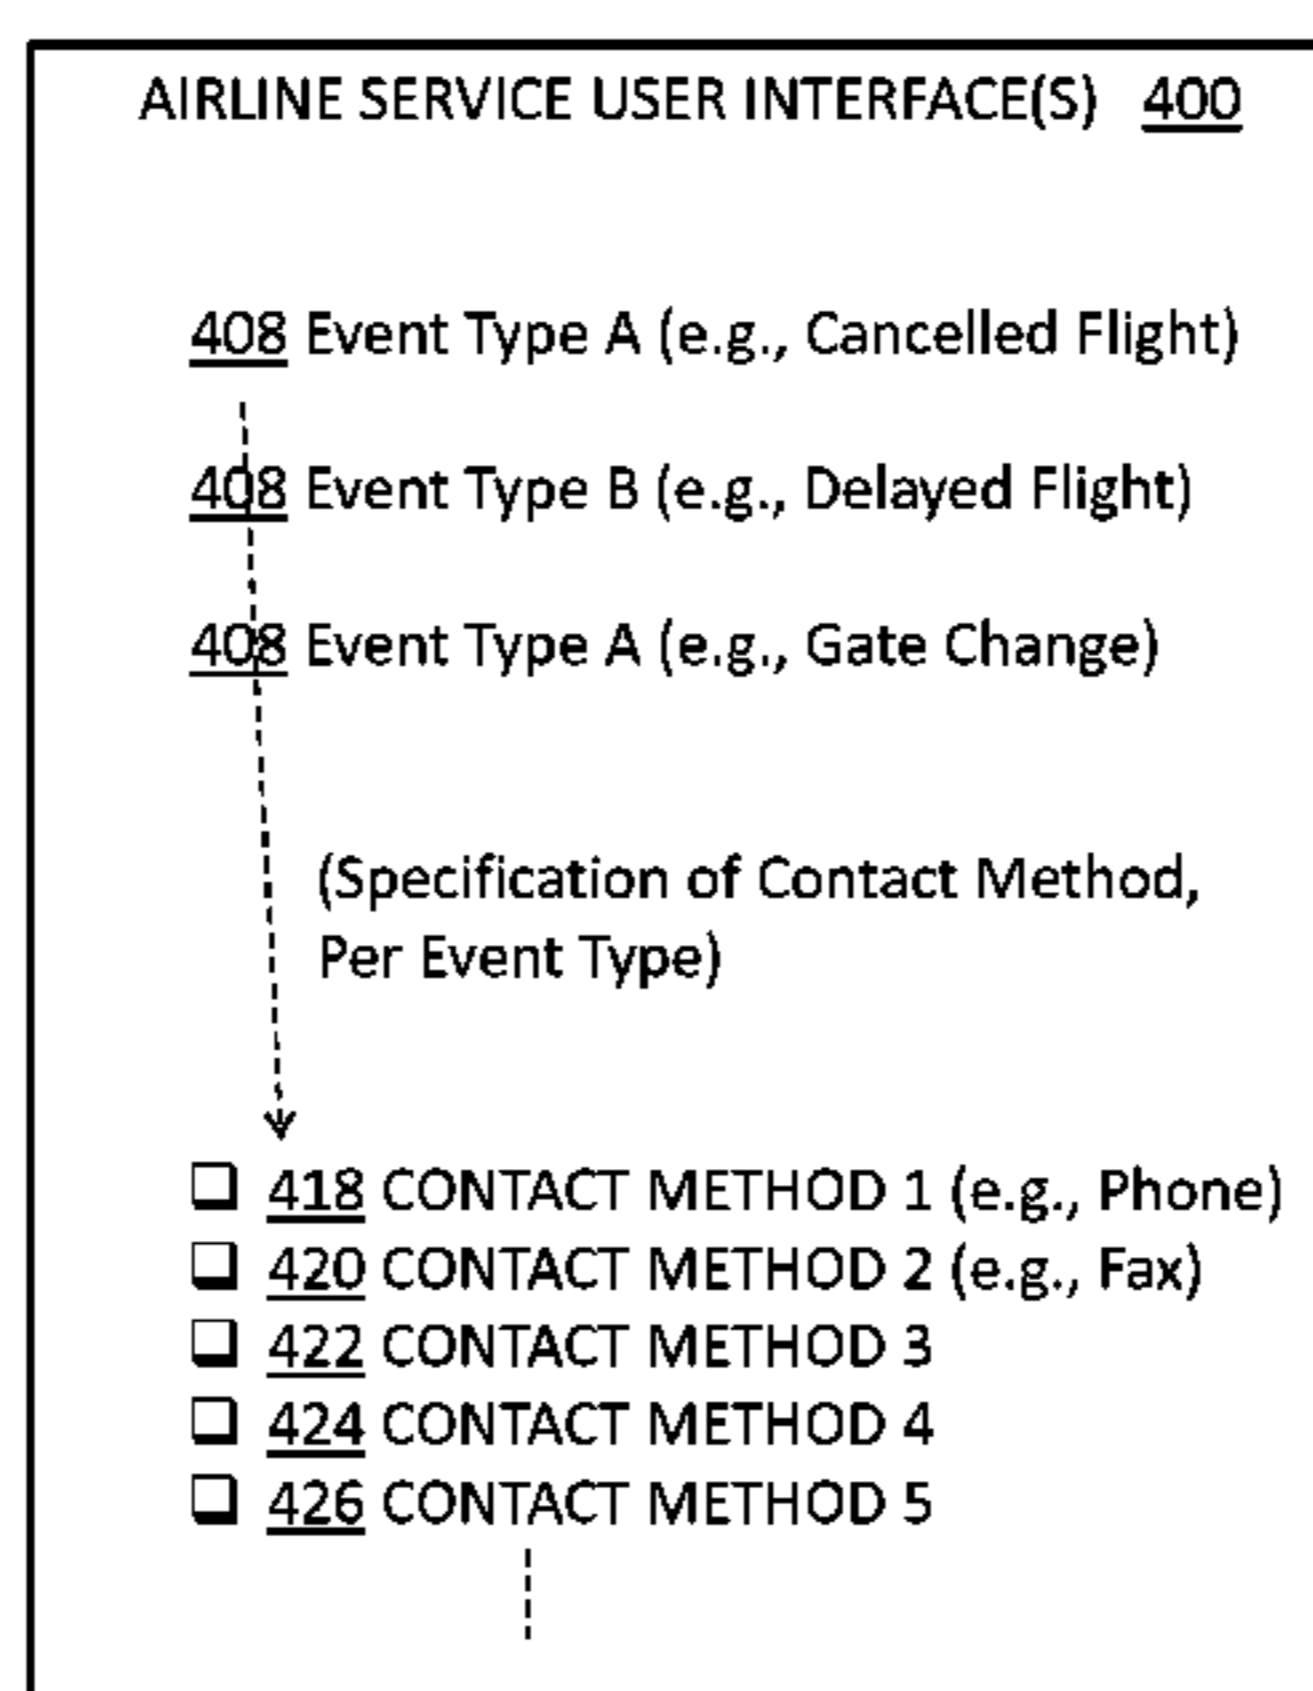 AIRLINE SERVICE USER INTERFACE(S) 400
408 Event Type A (e.g., Cancelled Flight)
408 Event Type B (e.g., Delayed Flight)
408 Event Type A (e.g., Gate Change)
(Specification of Contact Method,
Per Event Type)
418 CONTACT METHOD 1 (e.g., Phone)
420 CONTACT METHOD 2 (e.g., Fax)
422 CONTACT METHOD 3
424 CONTACT METHOD 4
426 CONTACT METHOD 5